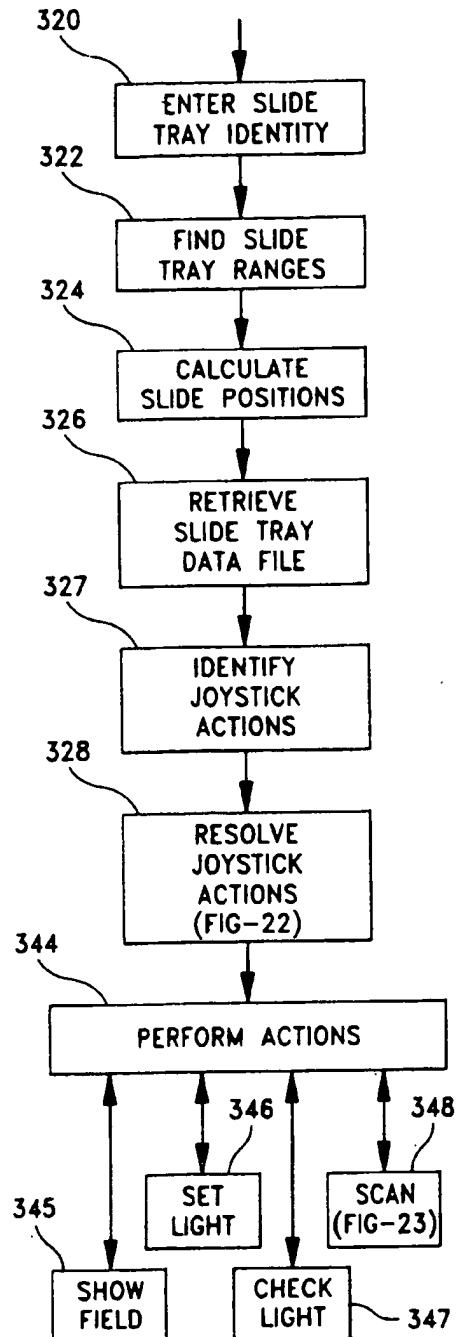 320
ENTER SLIDE
TRAY IDENTITY
322
FIND SLIDE
TRAY RANGES
324
CALCULATE
SLIDE POSITIONS
326
RETRIEVE
SLIDE TRAY
DATA FILE
327
IDENTIFY
JOYSTICK
ACTIONS
328
RESOLVE
JOYSTICK
ACTIONS
(FIG-22)
344
PERFORM ACTIONS
346
SET
LIGHT
348
SCAN
(FIG-23)
345
SHOW
FIELD
CHECK
LIGHT
347